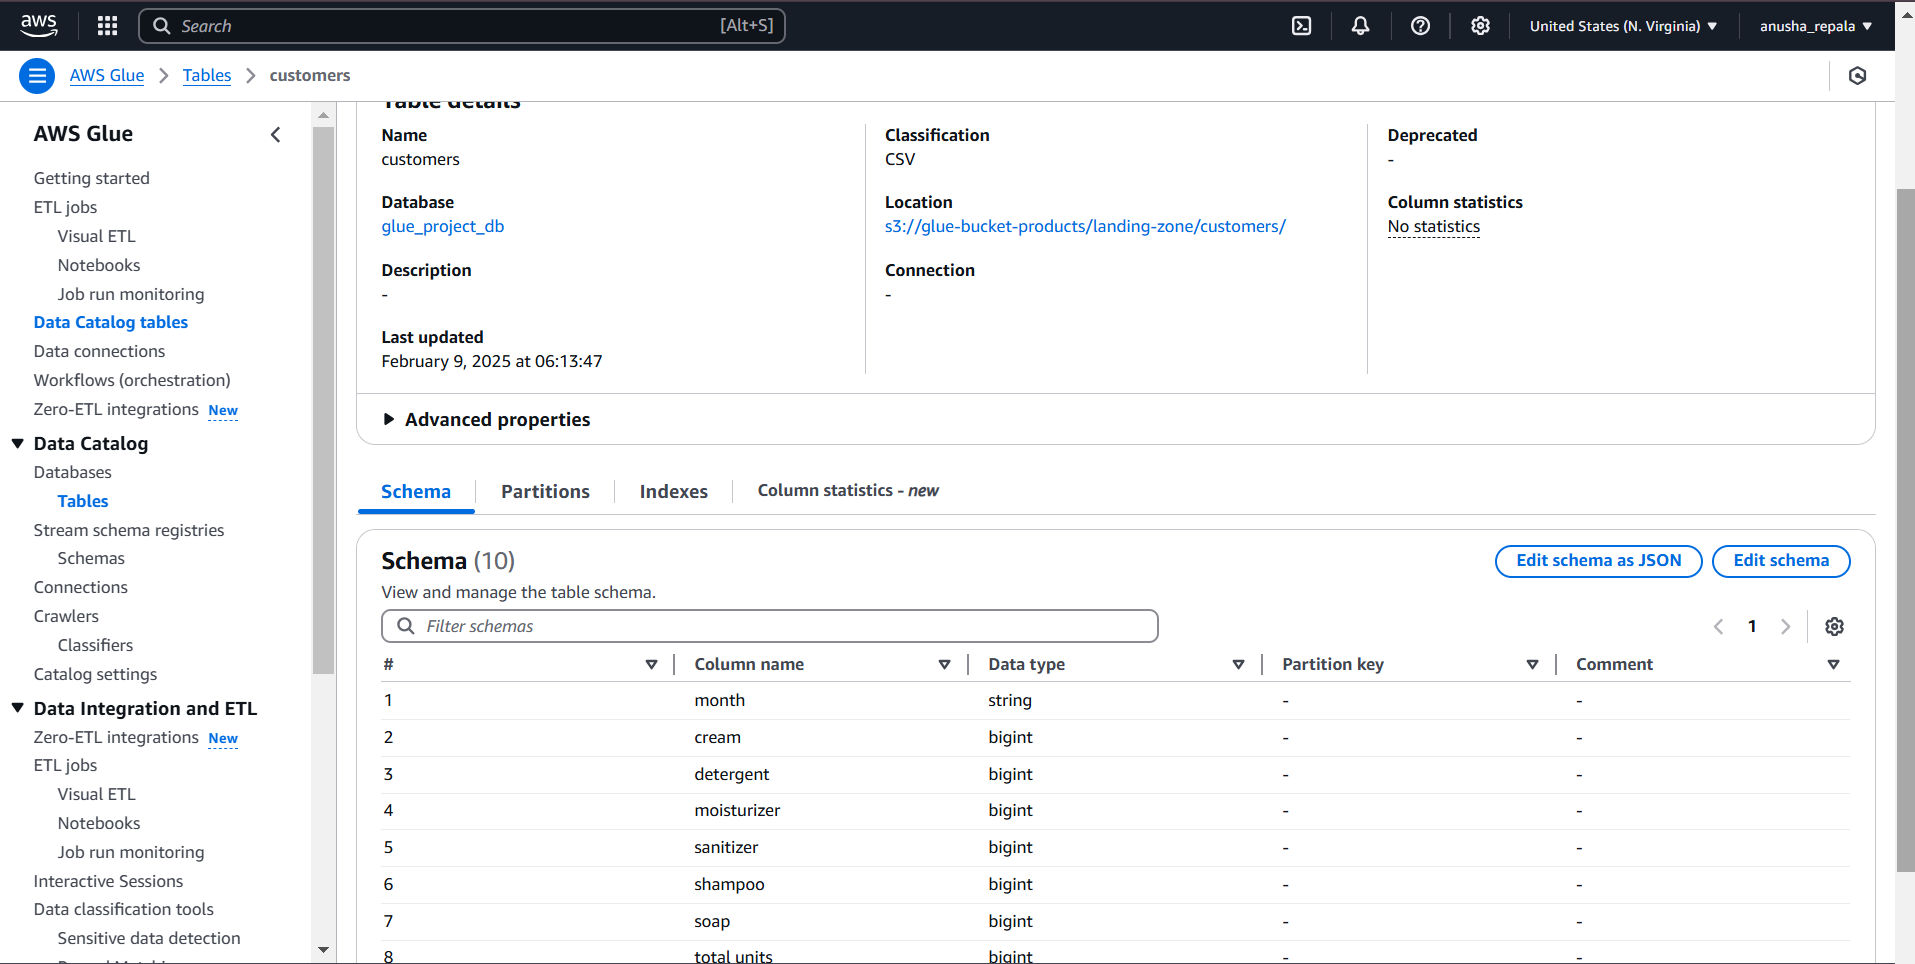 aws
Search [Alt+S]
United States (N. Virginia)
anusha_repala
AWS Glue
Tables
customers
AWS Glue
Getting started
ETL jobs
Visual ETL
Notebooks
Job run monitoring
Data Catalog tables
Data connections
Workflows (orchestration)
Zero-ETL integrations New
Data Catalog
Databases
Tables
Stream schema registries
Schemas
Connections
Crawlers
Classifiers
Catalog settings
Data Integration and ETL
Zero-ETL integrations New
ETL jobs
Visual ETL
Notebooks
Job run monitoring
Interactive Sessions
Data classification tools
Sensitive data detection
Table details
Name
customers
Database
glue_project_db
Description
-
Last updated
February 9, 2025 at 06:13:47
Classification
CSV
Location
s3://glue-bucket-products/landing-zone/customers/
Connection
-
Deprecated
-
Column statistics
No statistics
Advanced properties
Schema
Partitions
Indexes
Column statistics - new
Schema (10)
Edit schema as JSON
Edit schema
View and manage the table schema.
Filter schemas
1
# Column name Data type Partition key Comment
1 month string - -
2 cream bigint - -
3 detergent bigint - -
4 moisturizer bigint - -
5 sanitizer bigint - -
6 shampoo bigint - -
7 soap bigint - -
8 total units bigint - -